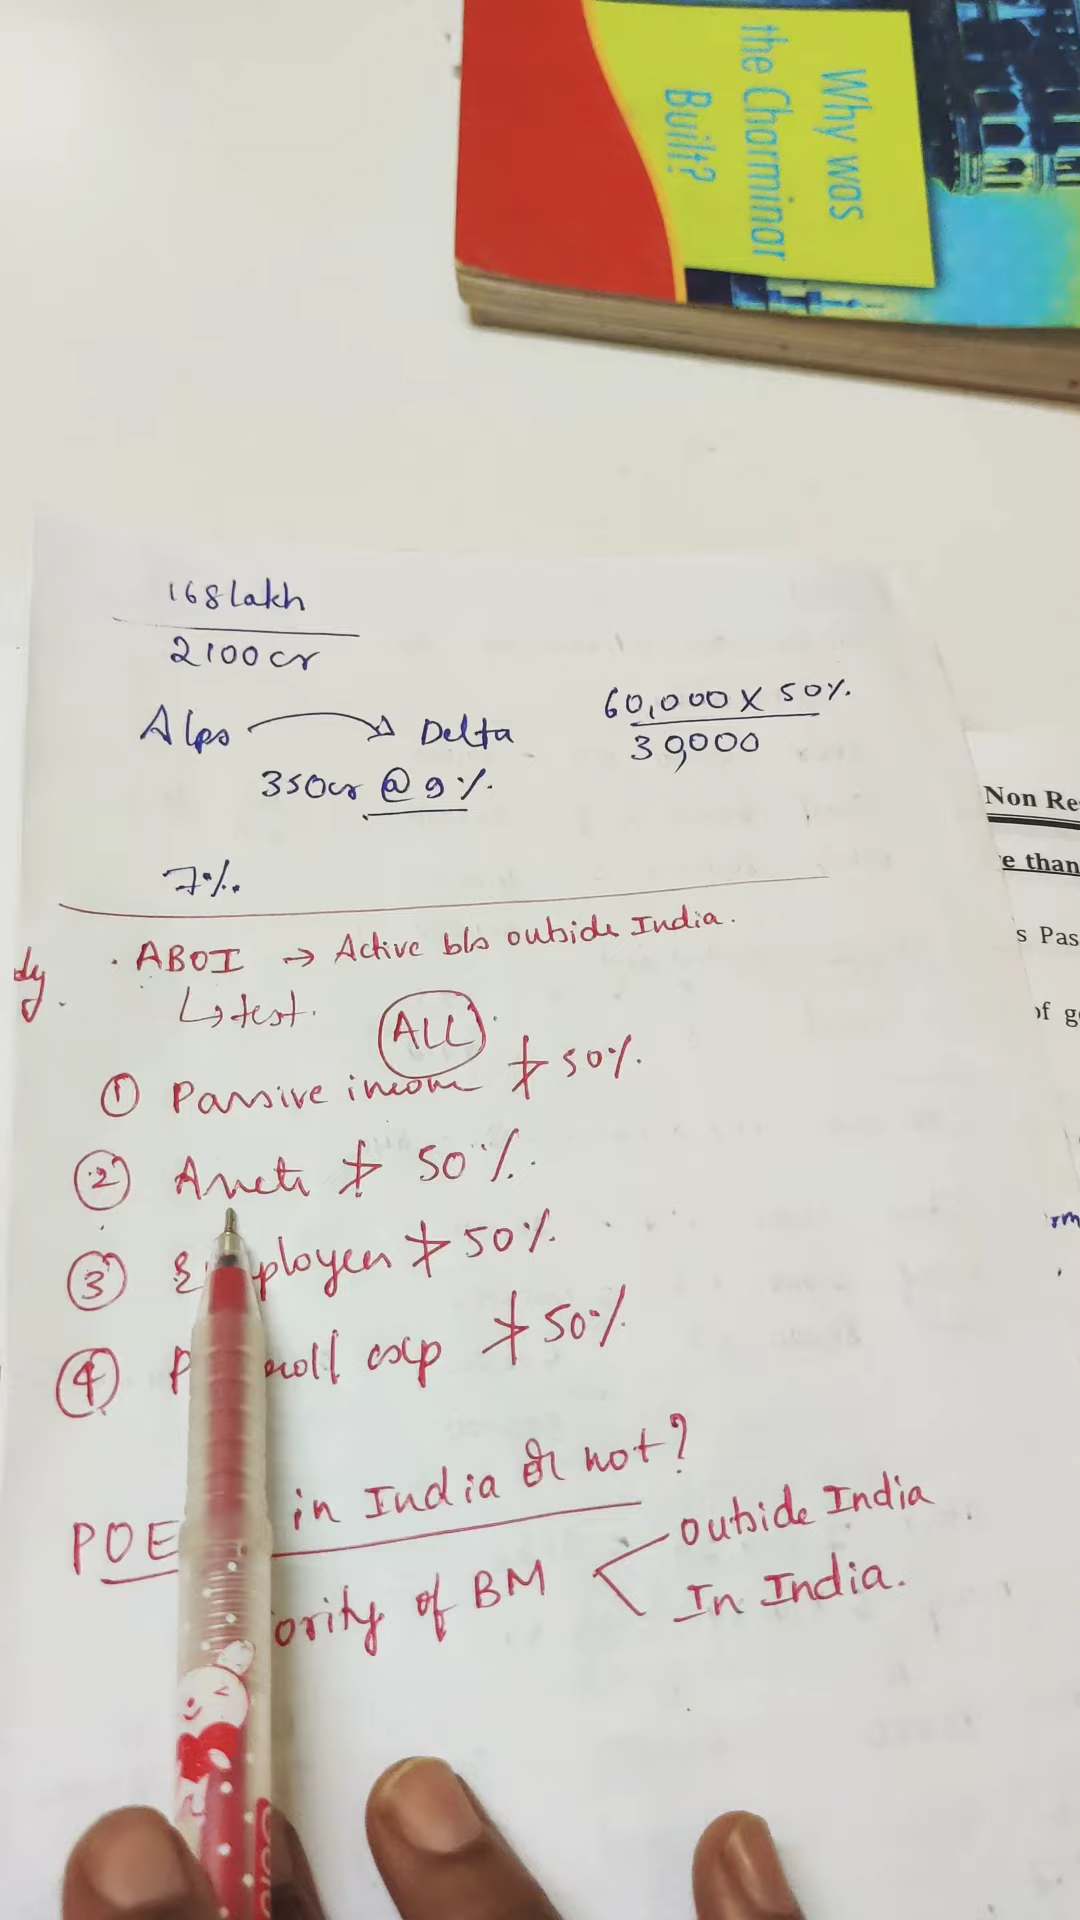 Why was
the Charminar
Built?
168 lakh
2100 cr
Alps → Delta
350cr @ 9%.
60,000 X 50%.
30,000
7%.
Non Re
e than
s Pas
of g
dy.
· ABOI → Active b/s outside India.
↳ test.
ALL
① Passive income ≯ 50%.
② Assets ≯ 50%.
③ Employees ≯ 50%.
④ P roll exp ≯ 50%
POE in India or not?
ority of BM
outside India
In India.